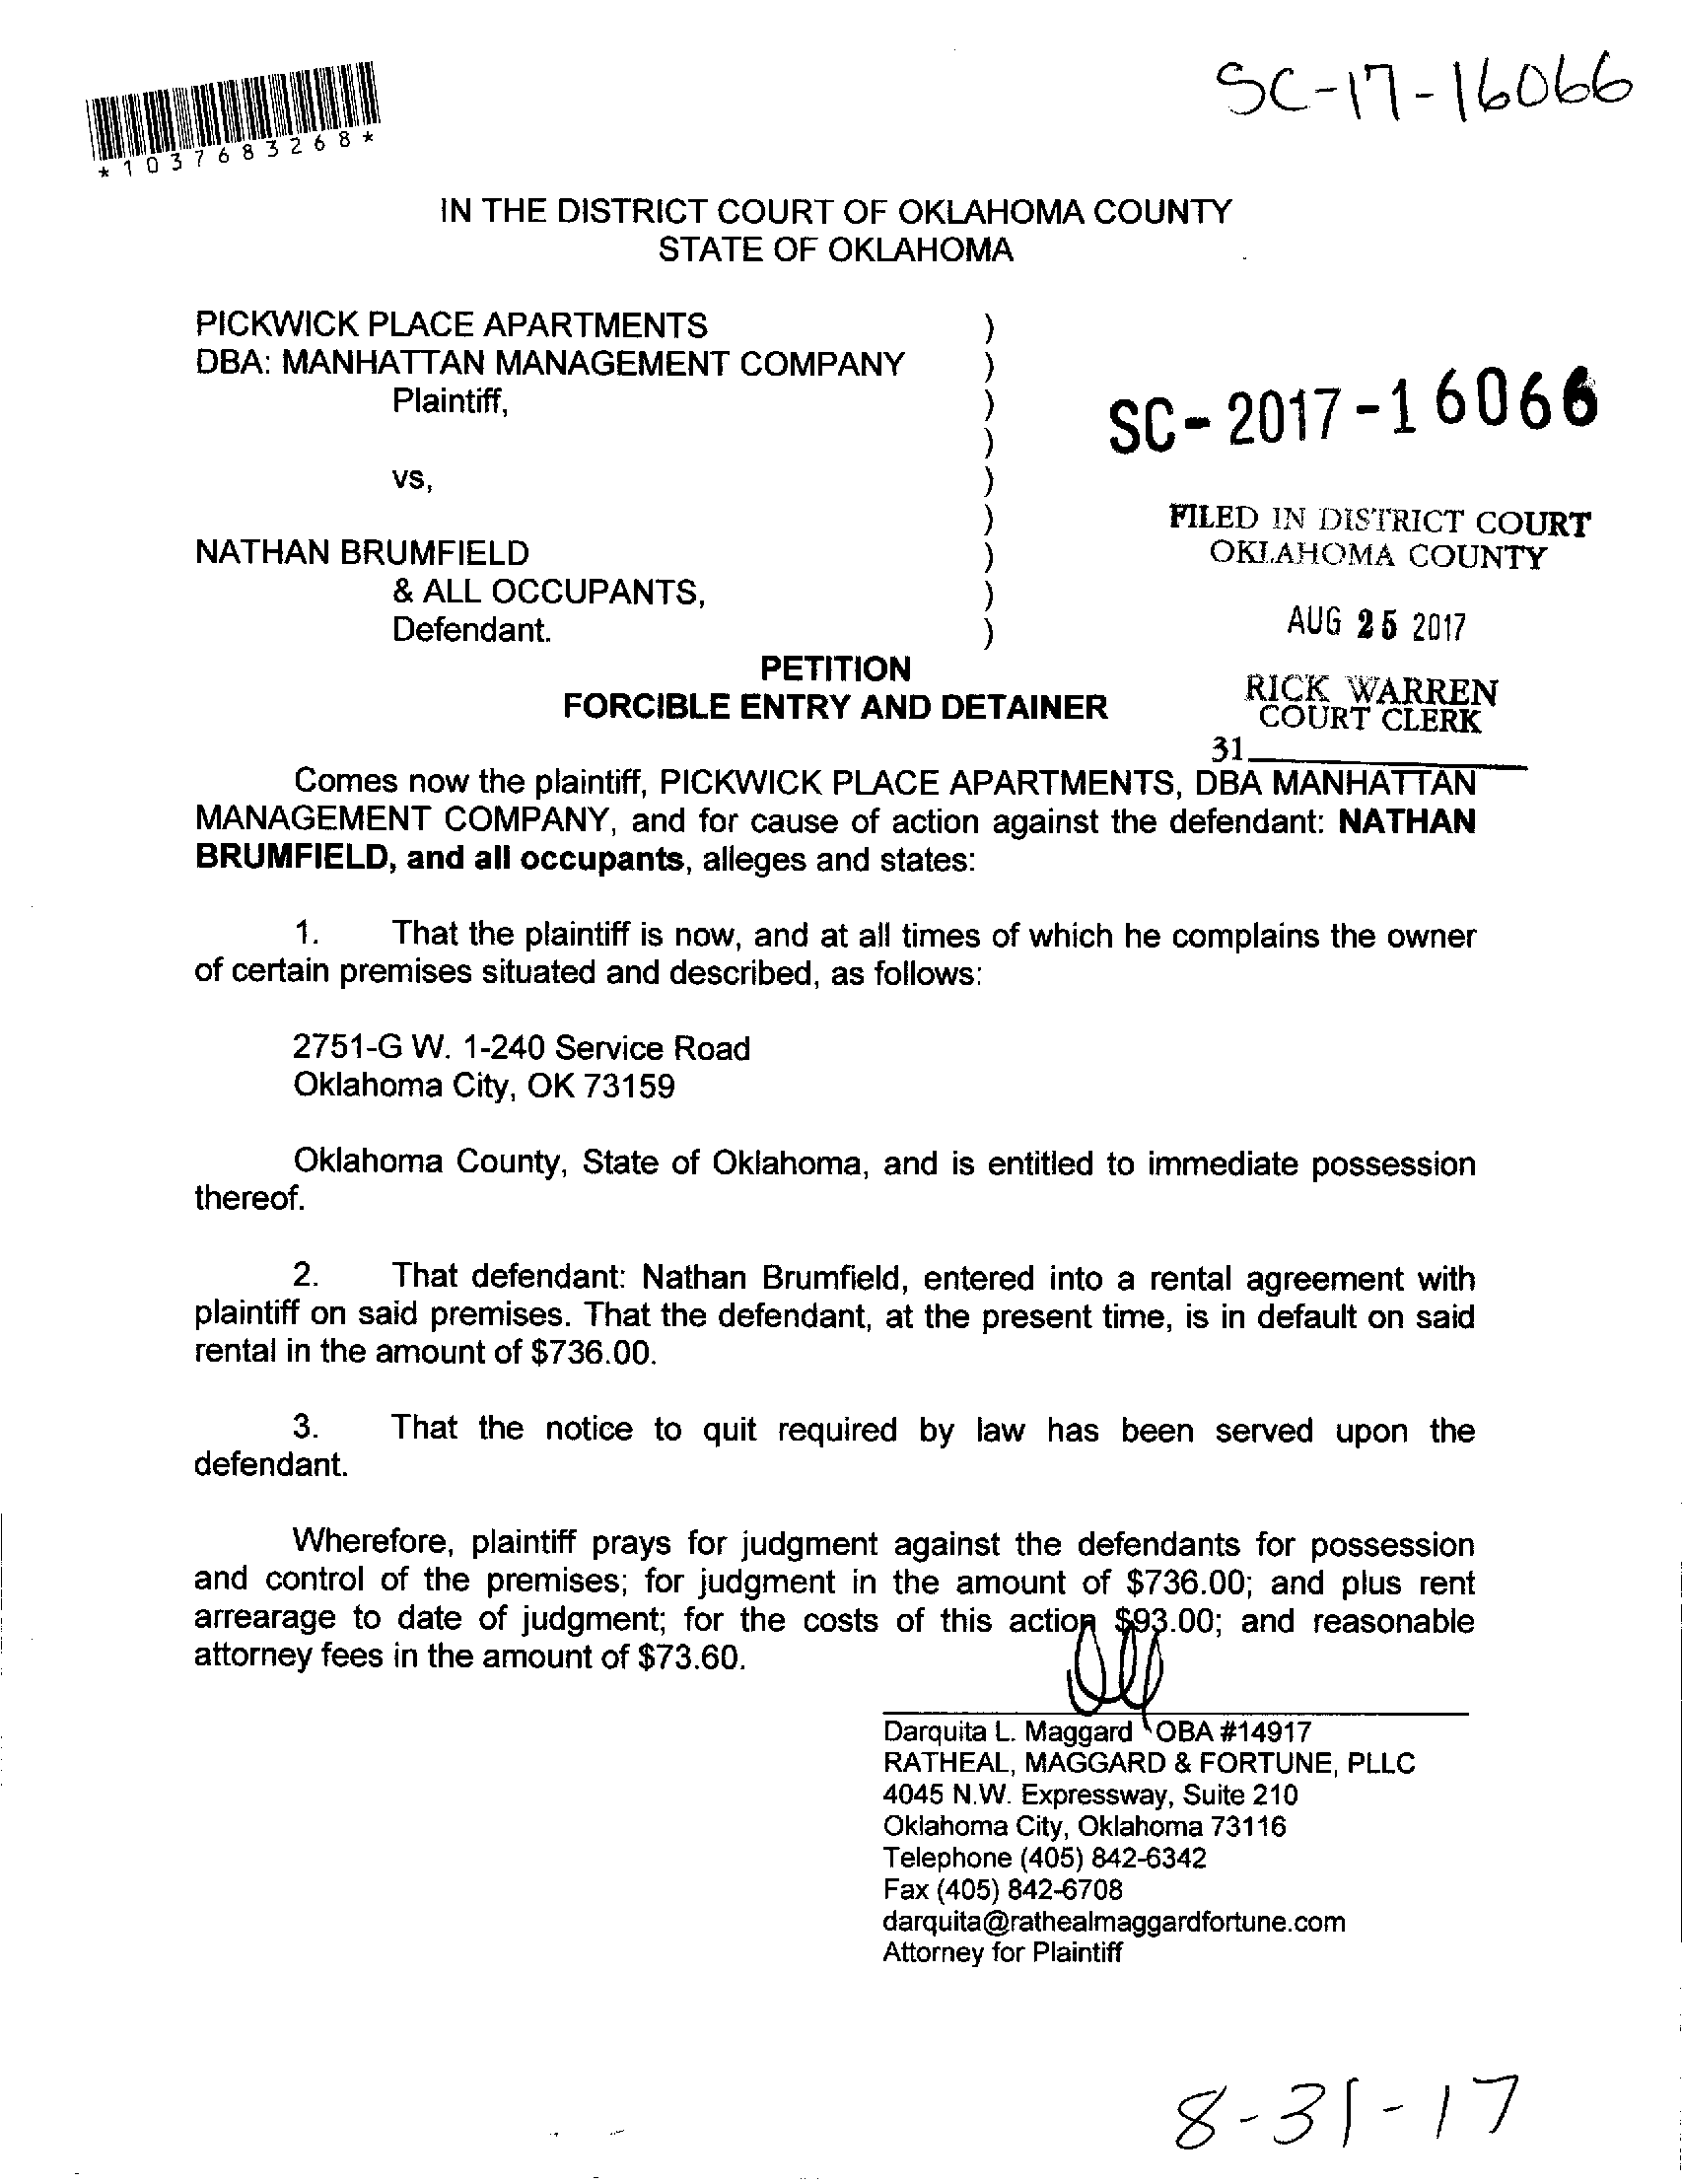 SC-17-16066
*1037683268*
IN THE DISTRICT COURT OF OKLAHOMA COUNTY
STATE OF OKLAHOMA
PICKWICK PLACE APARTMENTS )
DBA: MANHATTAN MANAGEMENT COMPANY )
Plaintiff, )
SC-2017-16066
)
vs, )
)
FILED IN DISTRICT COURT
OKLAHOMA COUNTY
NATHAN BRUMFIELD )
& ALL OCCUPANTS, )
Defendant. )
AUG 25 2017
PETITION
FORCIBLE ENTRY AND DETAINER
RICK WARREN
COURT CLERK
31
Comes now the plaintiff, PICKWICK PLACE APARTMENTS, DBA MANHATTAN
MANAGEMENT COMPANY, and for cause of action against the defendant: NATHAN
BRUMFIELD, and all occupants, alleges and states:
1. That the plaintiff is now, and at all times of which he complains the owner
of certain premises situated and described, as follows:
2751-G W. 1-240 Service Road
Oklahoma City, OK 73159
Oklahoma County, State of Oklahoma, and is entitled to immediate possession
thereof.
2. That defendant: Nathan Brumfield, entered into a rental agreement with
plaintiff on said premises. That the defendant, at the present time, is in default on said
rental in the amount of $736.00.
3. That the notice to quit required by law has been served upon the
defendant.
Wherefore, plaintiff prays for judgment against the defendants for possession
and control of the premises; for judgment in the amount of $736.00; and plus rent
arrearage to date of judgment; for the costs of this action $93.00; and reasonable
attorney fees in the amount of $73.60.
Darquita L. Maggard OBA #14917
RATHEAL, MAGGARD & FORTUNE, PLLC
4045 N.W. Expressway, Suite 210
Oklahoma City, Oklahoma 73116
Telephone (405) 842-6342
Fax (405) 842-6708
darquita@rathealmaggardfortune.com
Attorney for Plaintiff
8-31-17